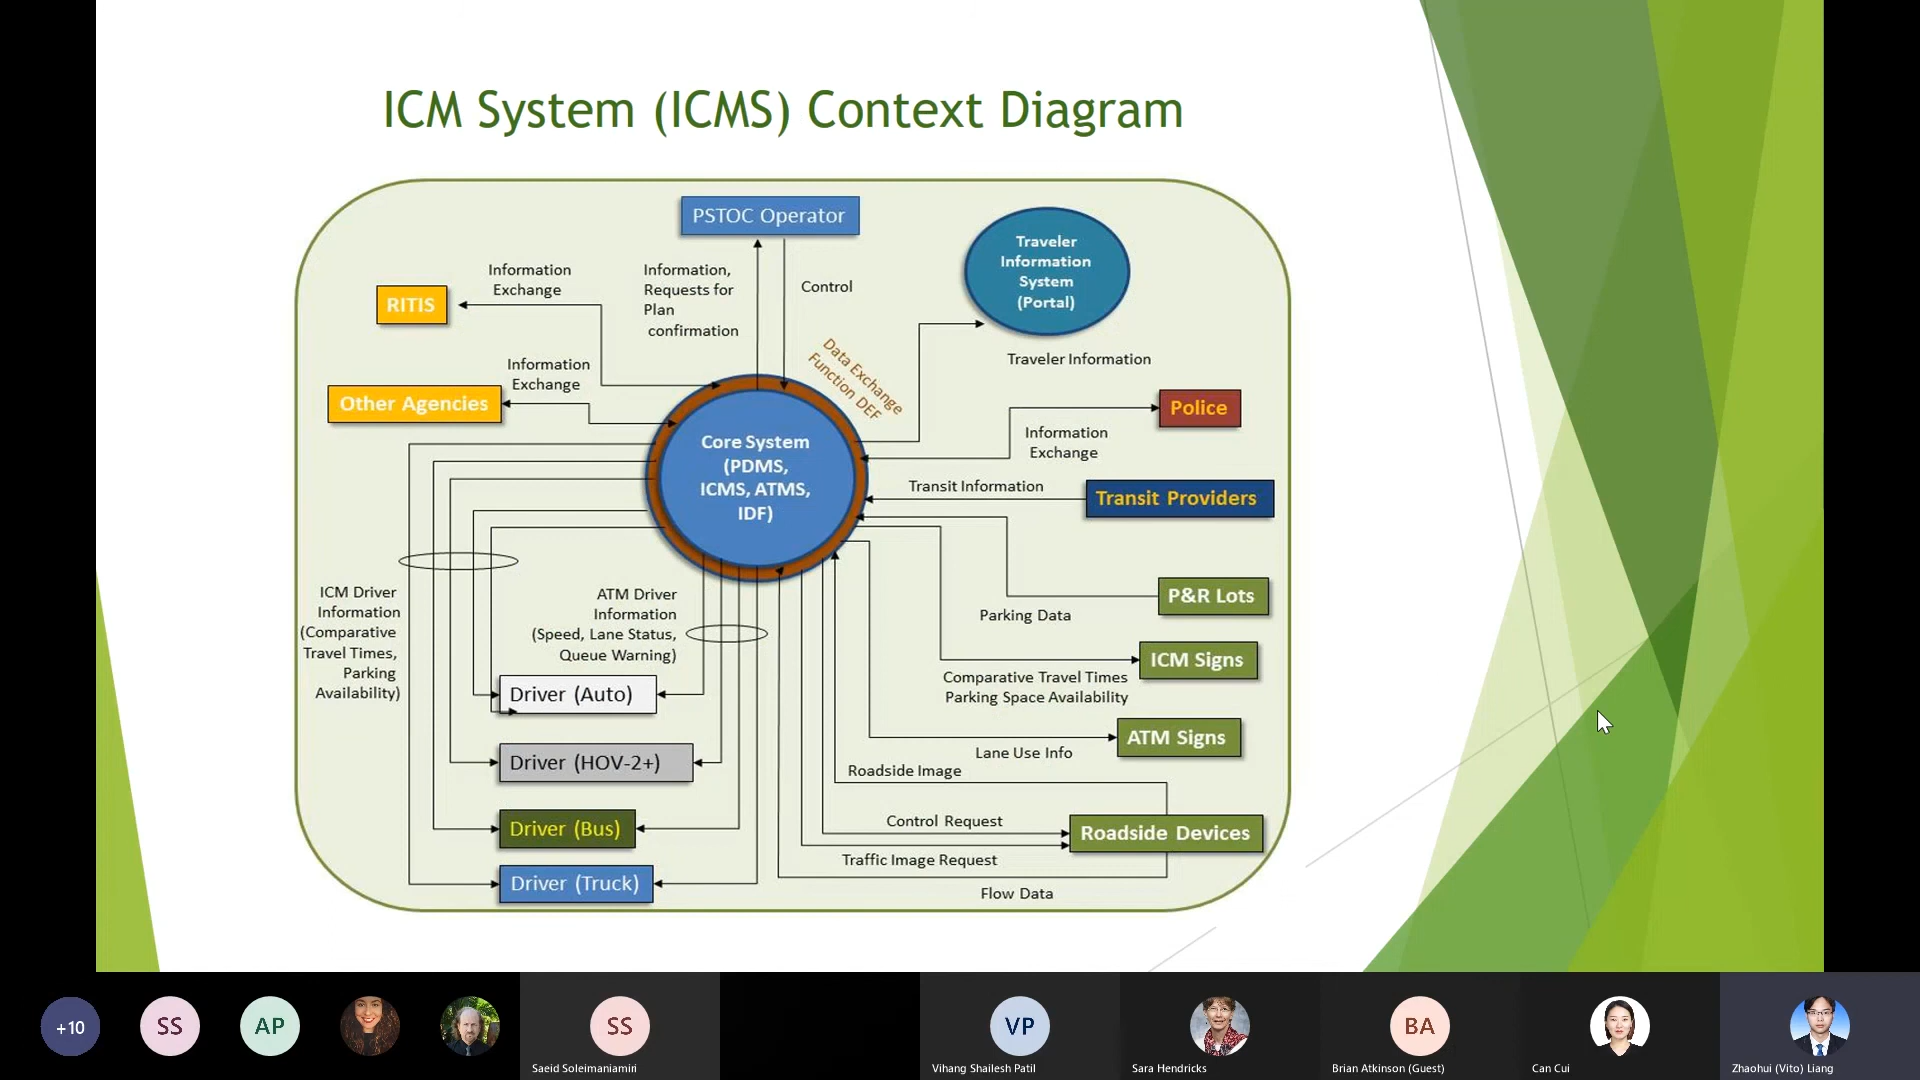 ICM System (ICMS) Context Diagram
PSTOC Operator
Traveler
Information
System
(Portal)
Information
Exchange
Information,
Requests for
Plan
confirmation
Control
RITIS
Data Exchange
Function DEF
Traveler Information
Information
Exchange
Other Agencies
Police
Information
Exchange
Core System
(PDMS,
ICMS, ATMS,
IDF)
Transit Information
Transit Providers
ICM Driver
Information
(Comparative
Travel Times,
Parking
Availability)
ATM Driver
Information
(Speed, Lane Status,
Queue Warning)
P&R Lots
Parking Data
ICM Signs
Comparative Travel Times
Parking Space Availability
Driver (Auto)
ATM Signs
Lane Use Info
Driver (HOV-2+)
Roadside Image
Control Request
Roadside Devices
Driver (Bus)
Traffic Image Request
Driver (Truck)
Flow Data
+10
SS
AP
SS
VP
BA
Saeid Soleimaniamiri
Vihang Shailesh Patil
Sara Hendricks
Brian Atkinson (Guest)
Can Cui
Zhaohui (Vito) Liang